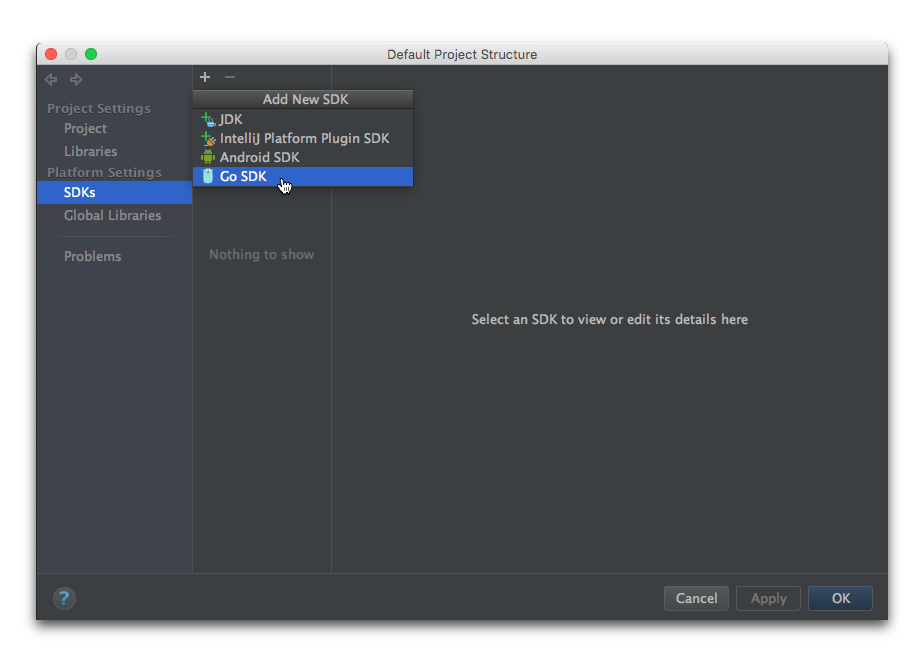 Default Project Structure
Project Settings
Project
Libraries
Platform Settings
SDKs
Global Libraries
Problems
Add New SDK
JDK
IntelliJ Platform Plugin SDK
Android SDK
Go SDK
Nothing to show
Select an SDK to view or edit its details here
?
Cancel
Apply
OK